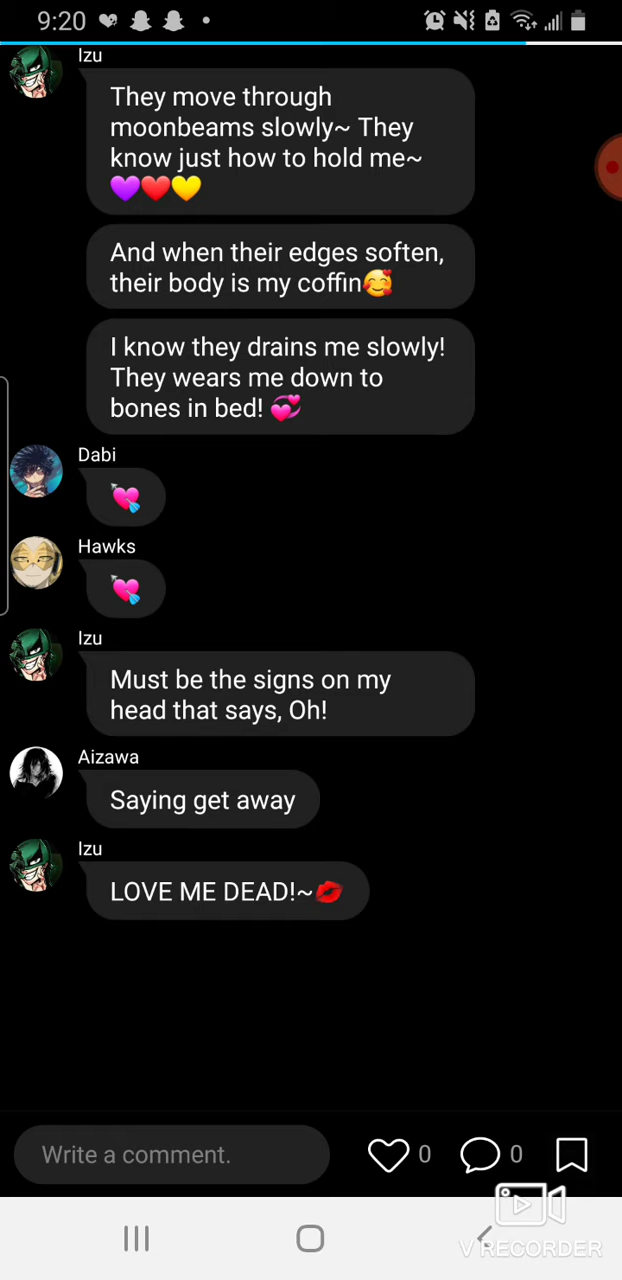 9:20
Izu
They move through
moonbeams slowly~ They
know just how to hold me~
💜❤️💛
And when their edges soften,
their body is my coffin🥰
I know they drains me slowly!
They wears me down to
bones in bed! 💞
Dabi
💘
Hawks
💘
Izu
Must be the signs on my
head that says, Oh!
Aizawa
Saying get away
Izu
LOVE ME DEAD!~💋
Write a comment.
0
0
V RECORDER